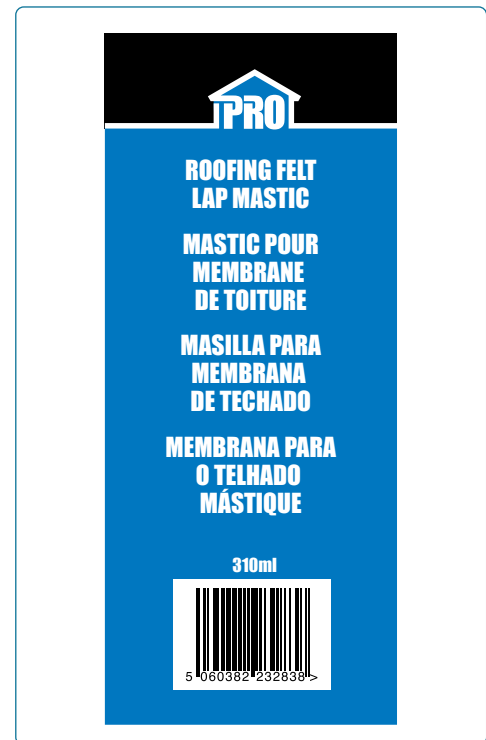 PRO
ROOFING FELT
LAP MASTIC
MASTIC POUR
MEMBRANE
DE TOITURE
MASILLA PARA
MEMBRANA
DE TECHADO
MEMBRANA PARA
O TELHADO
MÁSTIQUE
310ml
5 060382 232838 >